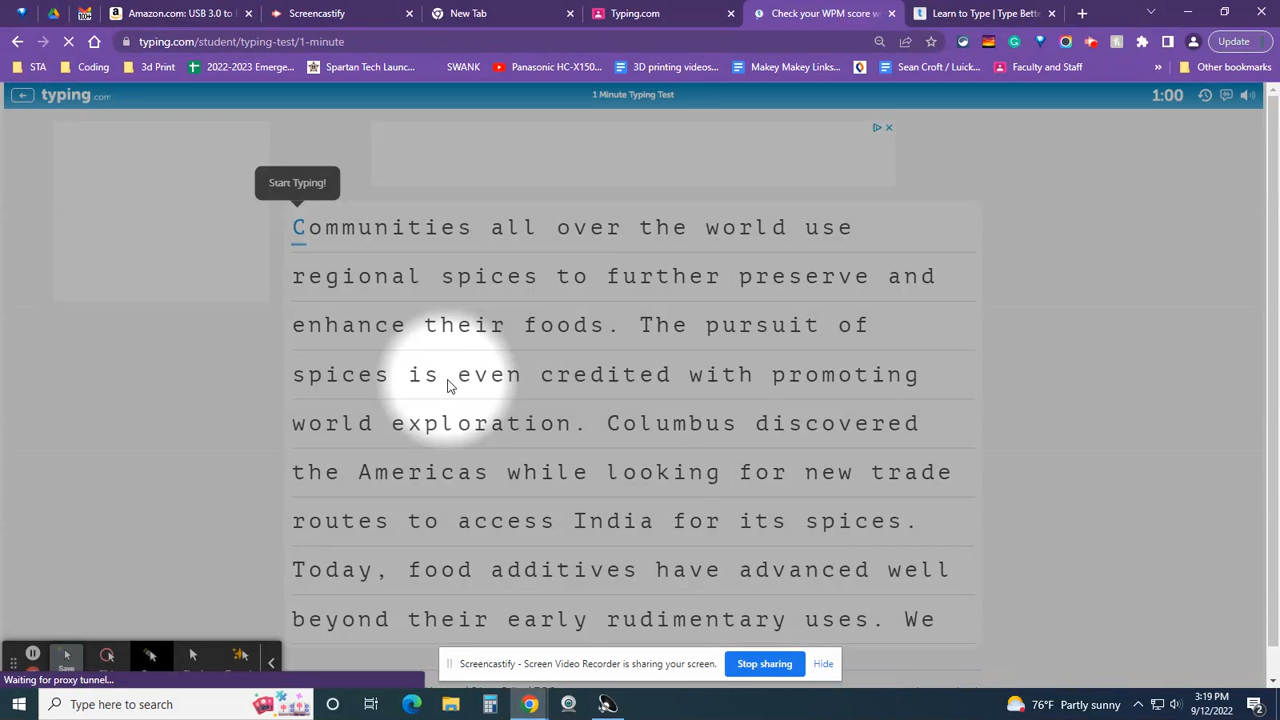 Amazon.com: USB 3.0 to
Screencastify
New Tab
Typing.com
Check your WPM score w
Learn to Type | Type Bett
typing.com/student/typing-test/1-minute
Update
STA
Coding
3d Print
2022-2023 Emerge...
Spartan Tech Launc...
SWANK
Panasonic HC-X150...
3D printing videos...
Makey Makey Links...
Sean Croft / Luick...
Faculty and Staff
»
Other bookmarks
typing.com
1 Minute Typing Test
1:00
Start Typing!
Communities all over the world use
regional spices to further preserve and
enhance their foods. The pursuit of
spices is even credited with promoting
world exploration. Columbus discovered
the Americas while looking for new trade
routes to access India for its spices.
Today, food additives have advanced well
beyond their early rudimentary uses. We
Screencastify - Screen Video Recorder is sharing your screen.
Stop sharing
Hide
Waiting for proxy tunnel...
Type here to search
76°F Partly sunny
3:19 PM
9/12/2022
2